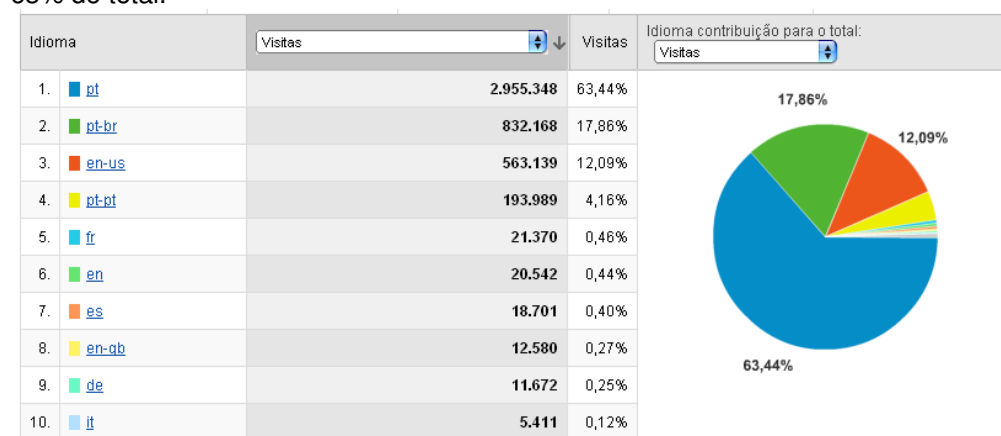 63% do total.
Idioma Visitas Visitas Idioma contribuição para o total:
Visitas
1. pt 2.955.348 63,44%
2. pt-br 832.168 17,86%
3. en-us 563.139 12,09%
4. pt-pt 193.989 4,16%
5. fr 21.370 0,46%
6. en 20.542 0,44%
7. es 18.701 0,40%
8. en-gb 12.580 0,27%
9. de 11.672 0,25%
10. it 5.411 0,12%
17,86%
12,09%
63,44%